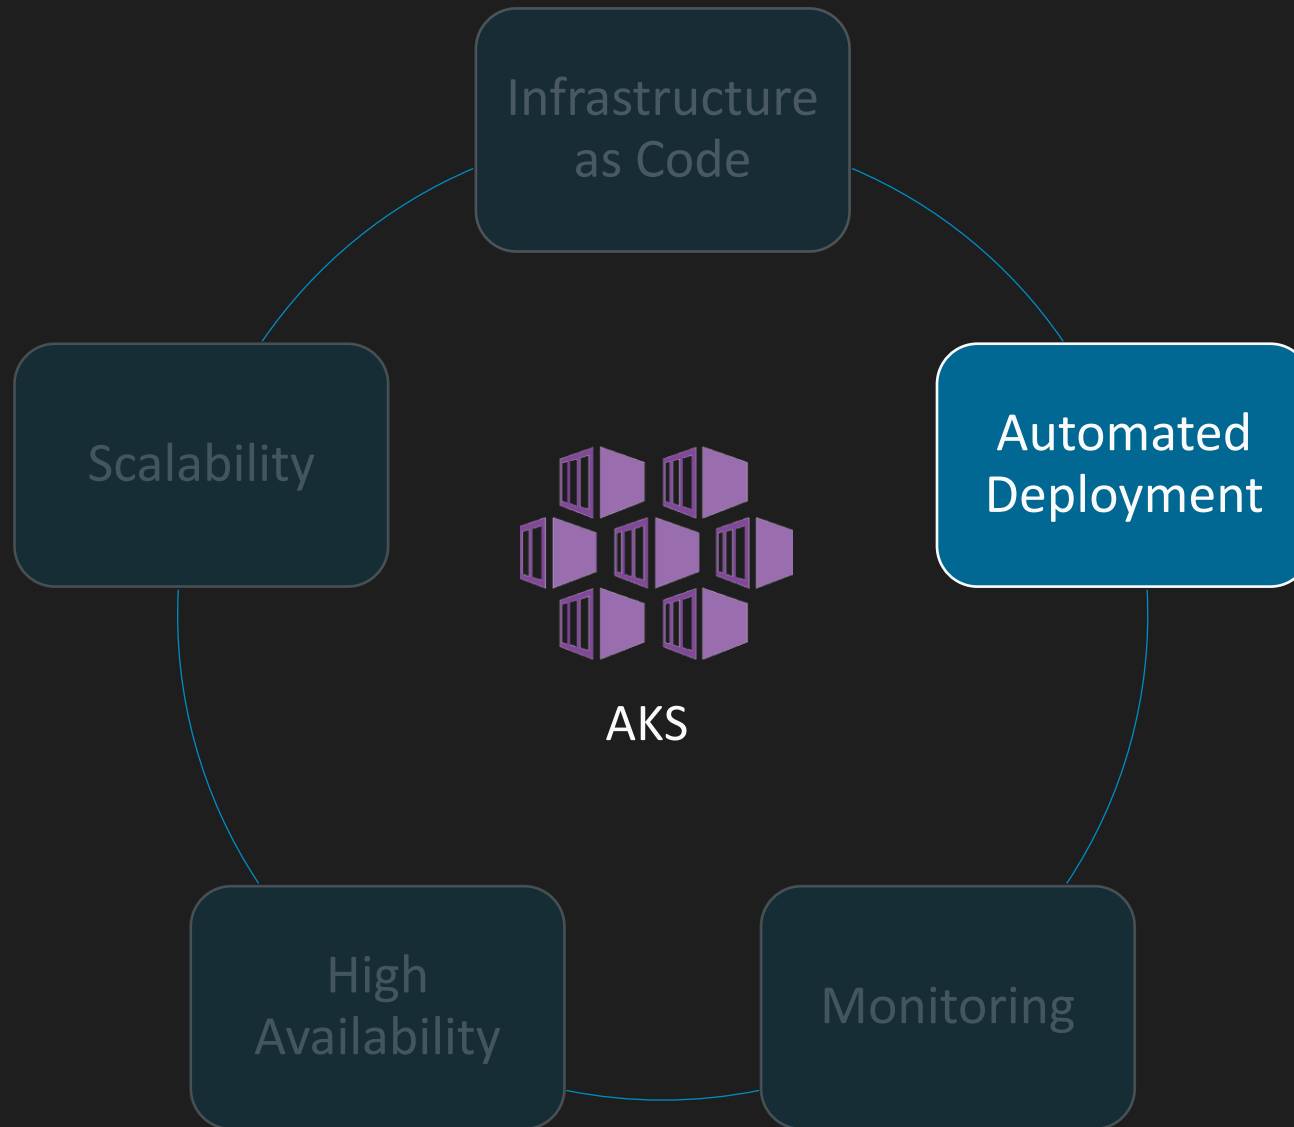 Infrastructure
as Code
Automated
Deployment
Scalability
AKS
High
Availability
Monitoring